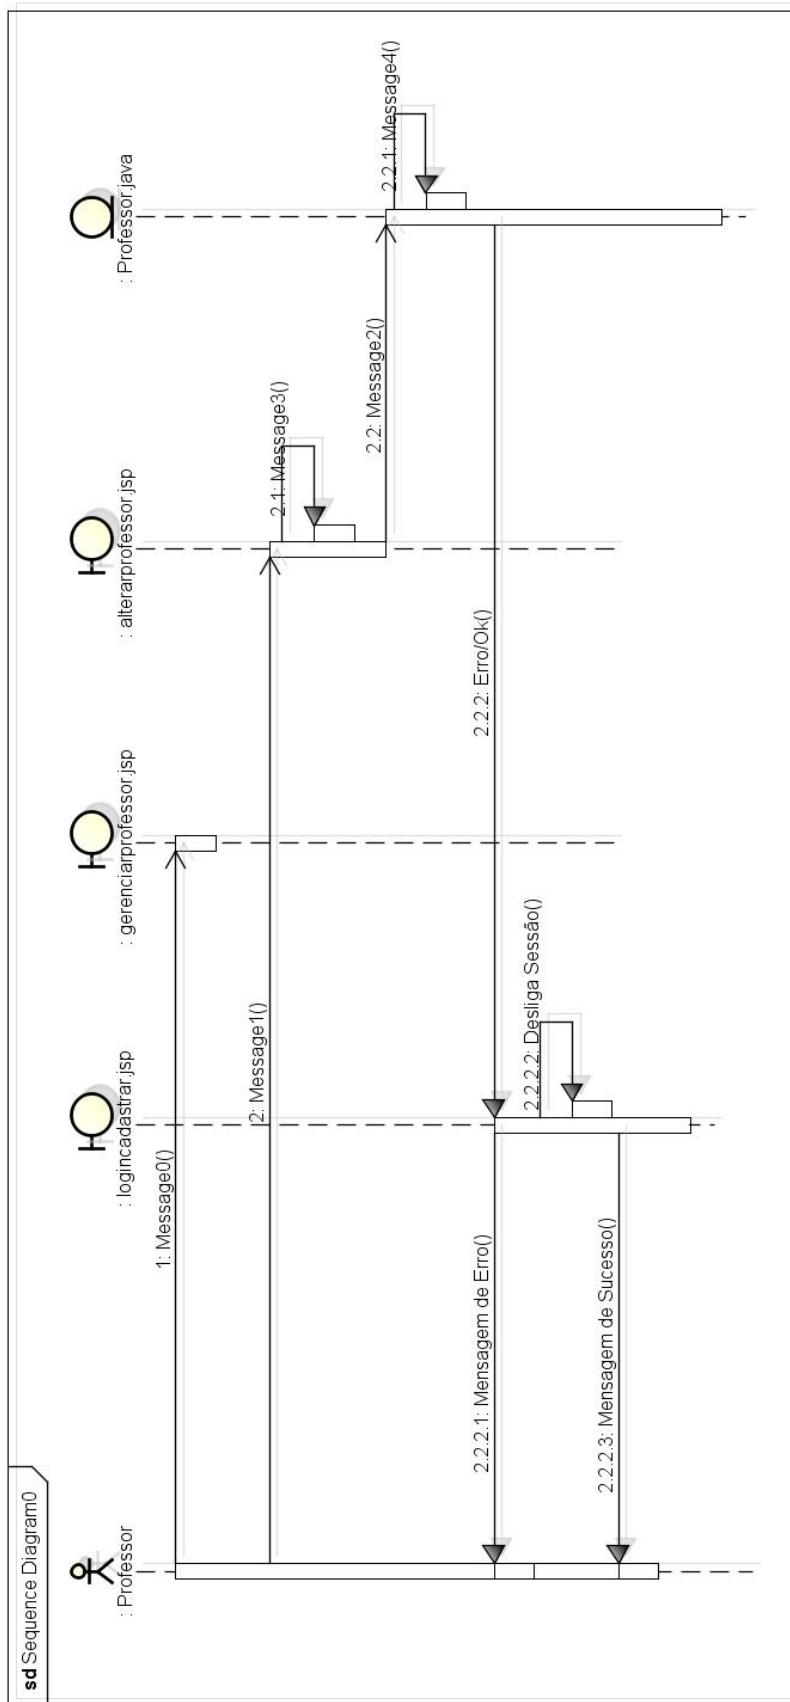 sd Sequence Diagram0
: Professor
: logincadastrar.jsp
: gerenciarprofessor.jsp
: alterarprofessor.jsp
: Professor.java
1: Message0()
2: Message1()
2.1: Message3()
2.2: Message2()
2.2.1: Message4()
2.2.2: Erro/Ok()
2.2.2.1: Mensagem de Erro()
2.2.2.2: Desliga Sessão()
2.2.2.3: Mensagem de Sucesso()